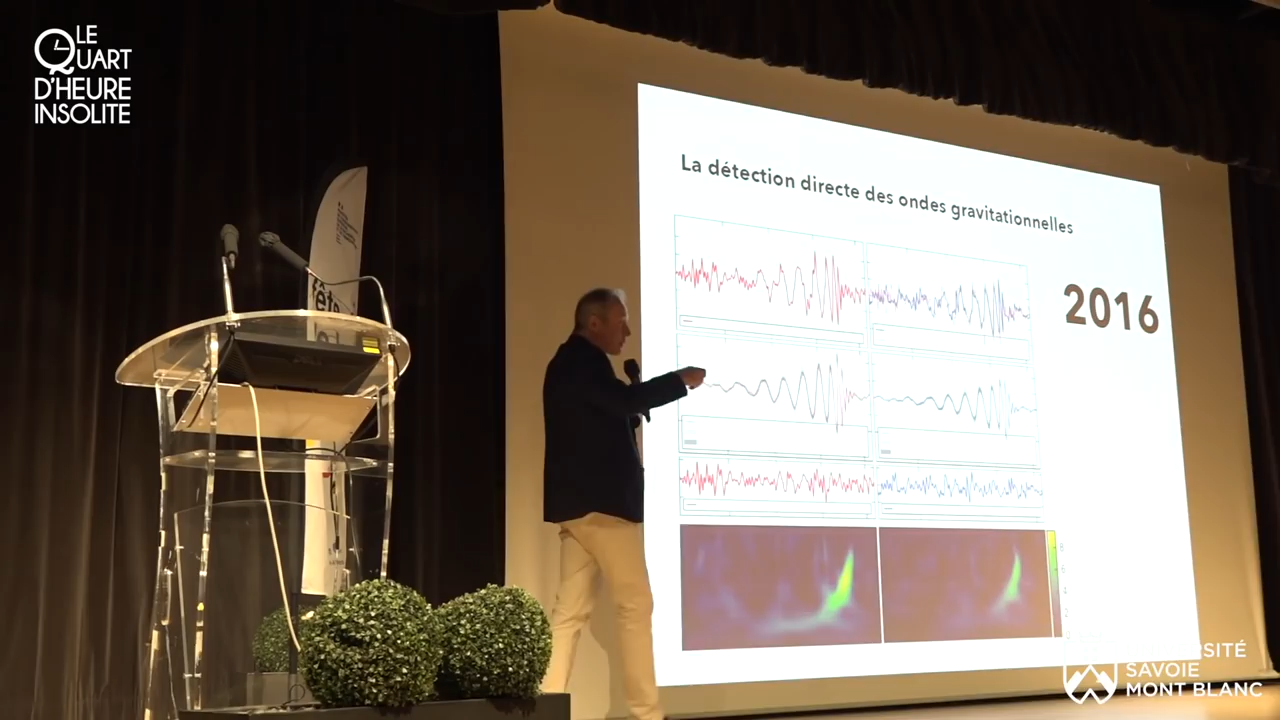 LE
QUART
D'HEURE
INSOLITE
La détection directe des ondes gravitationnelles
2016
SAVOIE
MONT BLANC